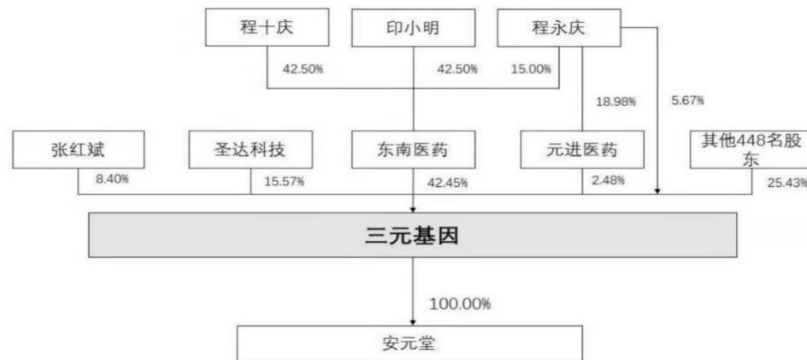 程十庆
印小明
程永庆
42.50%
42.50%
15.00%
18.98%
5.67%
张红斌
圣达科技
东南医药
元进医药
其他448名股
东
8.40%
15.57%
42.45%
2.48%
25.43%
三元基因
100.00%
安元堂